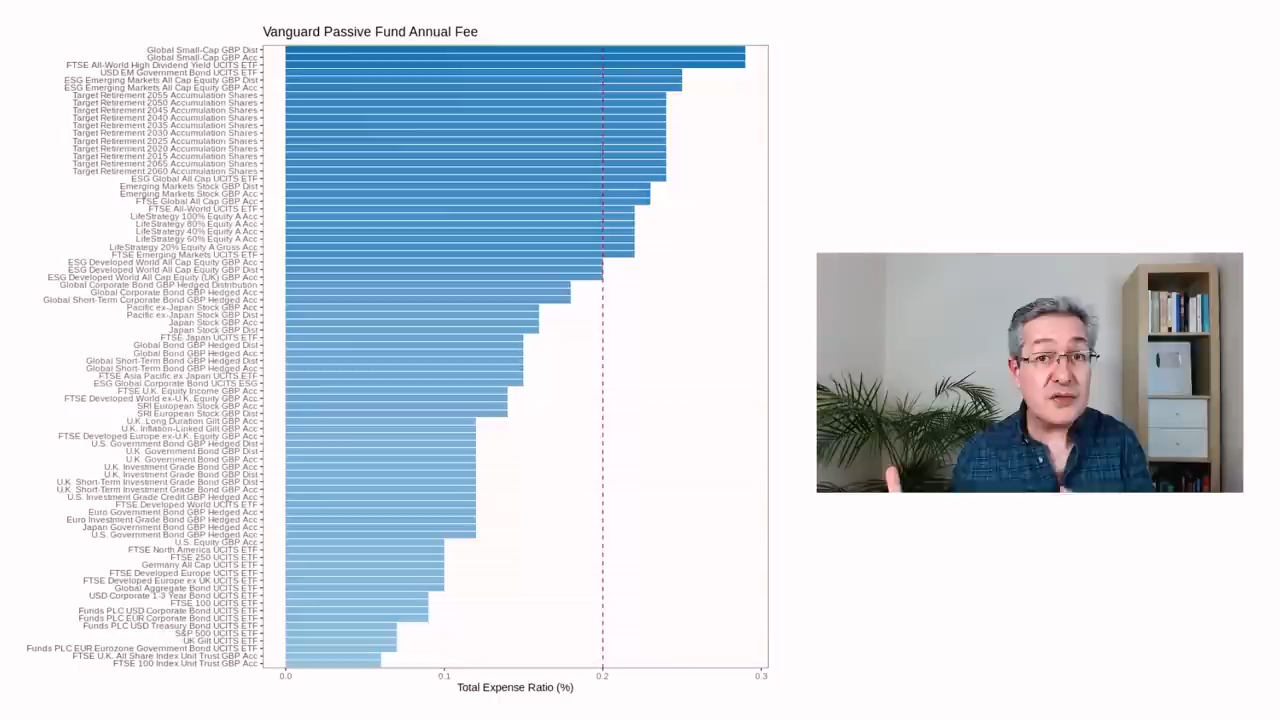 Vanguard Passive Fund Annual Fee
Global Small-Cap GBP Dist
Global Small-Cap GBP Acc
FTSE All-World High Dividend Yield UCITS ETF
USD EM Government Bond UCITS ETF
ESG Emerging Markets All Cap Equity GBP Dist
ESG Emerging Markets All Cap Equity GBP Acc
Target Retirement 2055 Accumulation Shares
Target Retirement 2050 Accumulation Shares
Target Retirement 2045 Accumulation Shares
Target Retirement 2040 Accumulation Shares
Target Retirement 2035 Accumulation Shares
Target Retirement 2030 Accumulation Shares
Target Retirement 2025 Accumulation Shares
Target Retirement 2020 Accumulation Shares
Target Retirement 2015 Accumulation Shares
Target Retirement 2065 Accumulation Shares
Target Retirement 2060 Accumulation Shares
ESG Global All Cap UCITS ETF
Emerging Markets Stock GBP Dist
Emerging Markets Stock GBP Acc
FTSE Global All Cap GBP Acc
FTSE All-World UCITS ETF
LifeStrategy 100% Equity A Acc
LifeStrategy 80% Equity A Acc
LifeStrategy 40% Equity A Acc
LifeStrategy 60% Equity A Acc
LifeStrategy 20% Equity A Gross Acc
FTSE Emerging Markets UCITS ETF
ESG Developed World All Cap Equity GBP Acc
ESG Developed World All Cap Equity GBP Dist
ESG Developed World All Cap Equity (UK) GBP Acc
Global Corporate Bond GBP Hedged Distribution
Global Corporate Bond GBP Hedged Acc
Global Short-Term Corporate Bond GBP Hedged Acc
Pacific ex-Japan Stock GBP Acc
Pacific ex-Japan Stock GBP Dist
Japan Stock GBP Acc
Japan Stock GBP Dist
FTSE Japan UCITS ETF
Global Bond GBP Hedged Dist
Global Bond GBP Hedged Acc
Global Short-Term Bond GBP Hedged Dist
Global Short-Term Bond GBP Hedged Acc
FTSE Asia Pacific ex Japan UCITS ETF
ESG Global Corporate Bond UCITS ESG
FTSE U.K. Equity Income GBP Acc
FTSE Developed World ex-U.K. Equity GBP Acc
SRI European Stock GBP Acc
SRI European Stock GBP Dist
U.K. Long Duration Gilt GBP Acc
U.K. Inflation-Linked Gilt GBP Acc
FTSE Developed Europe ex-U.K. Equity GBP Acc
U.S. Government Bond GBP Hedged Dist
U.K. Government Bond GBP Dist
U.K. Government Bond GBP Acc
U.K. Investment Grade Bond GBP Acc
U.K. Investment Grade Bond GBP Dist
U.K. Short-Term Investment Grade Bond GBP Dist
U.K. Short-Term Investment Grade Bond GBP Acc
U.S. Investment Grade Credit GBP Hedged Acc
FTSE Developed World UCITS ETF
Euro Government Bond GBP Hedged Acc
Euro Investment Grade Bond GBP Hedged Acc
Japan Government Bond GBP Hedged Acc
U.S. Government Bond GBP Hedged Acc
U.S. Equity GBP Acc
FTSE North America UCITS ETF
FTSE 250 UCITS ETF
Germany All Cap UCITS ETF
FTSE Developed Europe UCITS ETF
FTSE Developed Europe ex UK UCITS ETF
Global Aggregate Bond UCITS ETF
USD Corporate 1-3 Year Bond UCITS ETF
FTSE 100 UCITS ETF
Funds PLC USD Corporate Bond UCITS ETF
Funds PLC EUR Corporate Bond UCITS ETF
Funds PLC USD Treasury Bond UCITS ETF
S&P 500 UCITS ETF
UK Gilt UCITS ETF
Funds PLC EUR Eurozone Government Bond UCITS ETF
FTSE U.K. All Share Index Unit Trust GBP Acc
FTSE 100 Index Unit Trust GBP Acc
0.0 0.1 0.2 0.3
Total Expense Ratio (%)